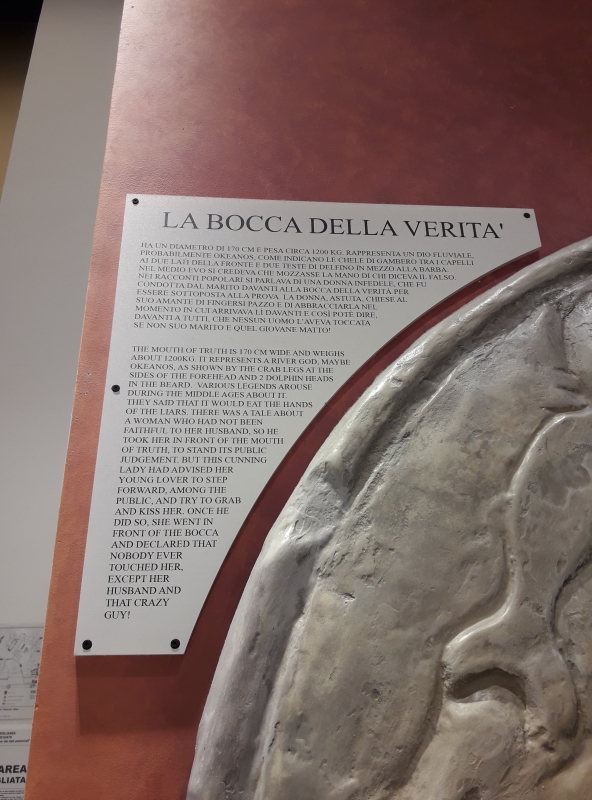 LA BOCCA DELLA VERITA'
HA UN DIAMETRO DI 170 CM E PESA CIRCA 1200 KG. RAPPRESENTA UN DIO FLUVIALE,
PROBABILMENTE OKEANOS, COME INDICANO LE CHELE DI GAMBERO TRA I CAPELLI
AI DUE LATI DELLA FRONTE E DUE TESTE DI DELFINO IN MEZZO ALLA BARBA.
NEL MEDIO EVO SI CREDEVA CHE MOZZASSE LA MANO DI CHI DICEVA IL FALSO.
NEI RACCONTI POPOLARI SI PARLAVA DI UNA DONNA INFEDELE, CHE FU
CONDOTTA DAL MARITO DAVANTI ALLA BOCCA DELLA VERITÀ PER
ESSERE SOTTOPOSTA ALLA PROVA. LA DONNA, ASTUTA, CHIESE AL
SUO AMANTE DI FINGERSI PAZZO E DI ABBRACCIARLA NEL
MOMENTO IN CUI ARRIVAVA LÌ DAVANTI E COSÌ POTÈ DIRE,
DAVANTI A TUTTI, CHE NESSUN UOMO L'AVEVA TOCCATA
SE NON SUO MARITO E QUEL GIOVANE MATTO!
THE MOUTH OF TRUTH IS 170 CM WIDE AND WEIGHS
ABOUT 1200KG. IT REPRESENTS A RIVER GOD, MAYBE
OKEANOS, AS SHOWN BY THE CRAB LEGS AT THE
SIDES OF THE FOREHEAD AND 2 DOLPHIN HEADS
IN THE BEARD. VARIOUS LEGENDS AROUSE
DURING THE MIDDLE AGES ABOUT IT.
THEY SAID THAT IT WOULD EAT THE HANDS
OF THE LIARS. THERE WAS A TALE ABOUT
A WOMAN WHO HAD NOT BEEN
FAITHFUL TO HER HUSBAND, SO HE
TOOK HER IN FRONT OF THE MOUTH
OF TRUTH, TO STAND ITS PUBLIC
JUDGEMENT. BUT THIS CUNNING
LADY HAD ADVISED HER
YOUNG LOVER TO STEP
FORWARD, AMONG THE
PUBLIC, AND TRY TO GRAB
AND KISS HER. ONCE HE
DID SO, SHE WENT IN
FRONT OF THE BOCCA
AND DECLARED THAT
NOBODY EVER
TOUCHED HER,
EXCEPT HER
HUSBAND AND
THAT CRAZY
GUY!
AREA